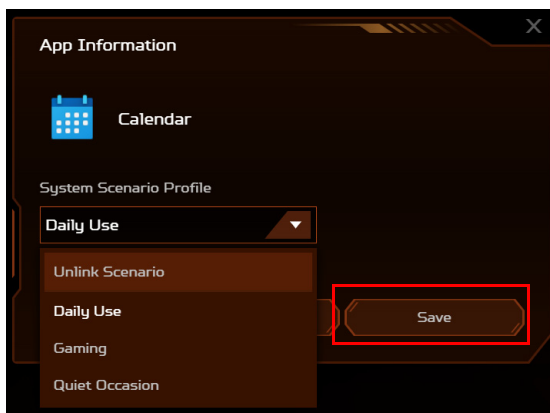 App Information
Calendar
System Scenario Profile
Daily Use
Unlink Scenario
Daily Use
Gaming
Quiet Occasion
Save